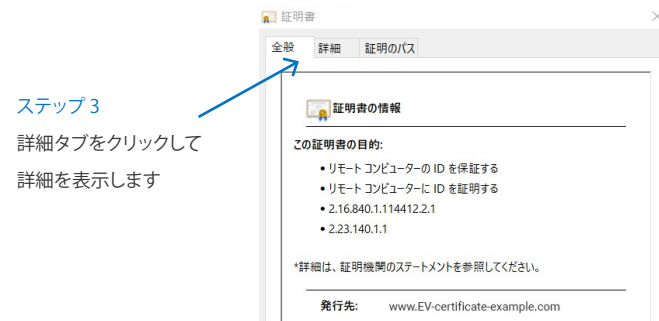 証明書
全般 詳細 証明のパス
ステップ 3
詳細タブをクリックして
詳細を表示します
証明書の情報
この証明書の目的:
• リモート コンピューターの ID を保証する
• リモート コンピューターに ID を証明する
• 2.16.840.1.114412.2.1
• 2.23.140.1.1
*詳細は、証明機関のステートメントを参照してください。
発行先: www.EV-certificate-example.com